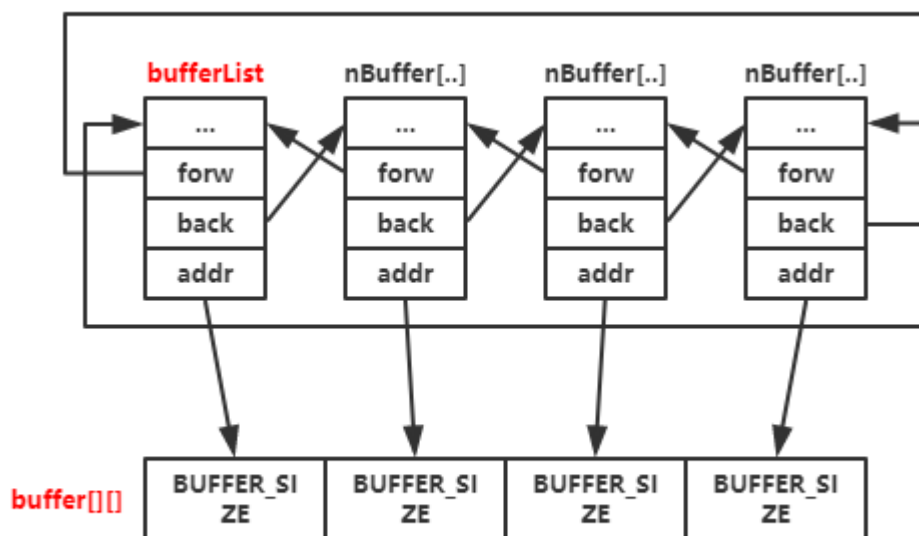 bufferList nBuffer[..] nBuffer[..] nBuffer[..]
... ... ... ...
forw forw forw forw
back back back back
addr addr addr addr
buffer[][]
BUFFER_SI BUFFER_SI BUFFER_SI BUFFER_SI
ZE ZE ZE ZE